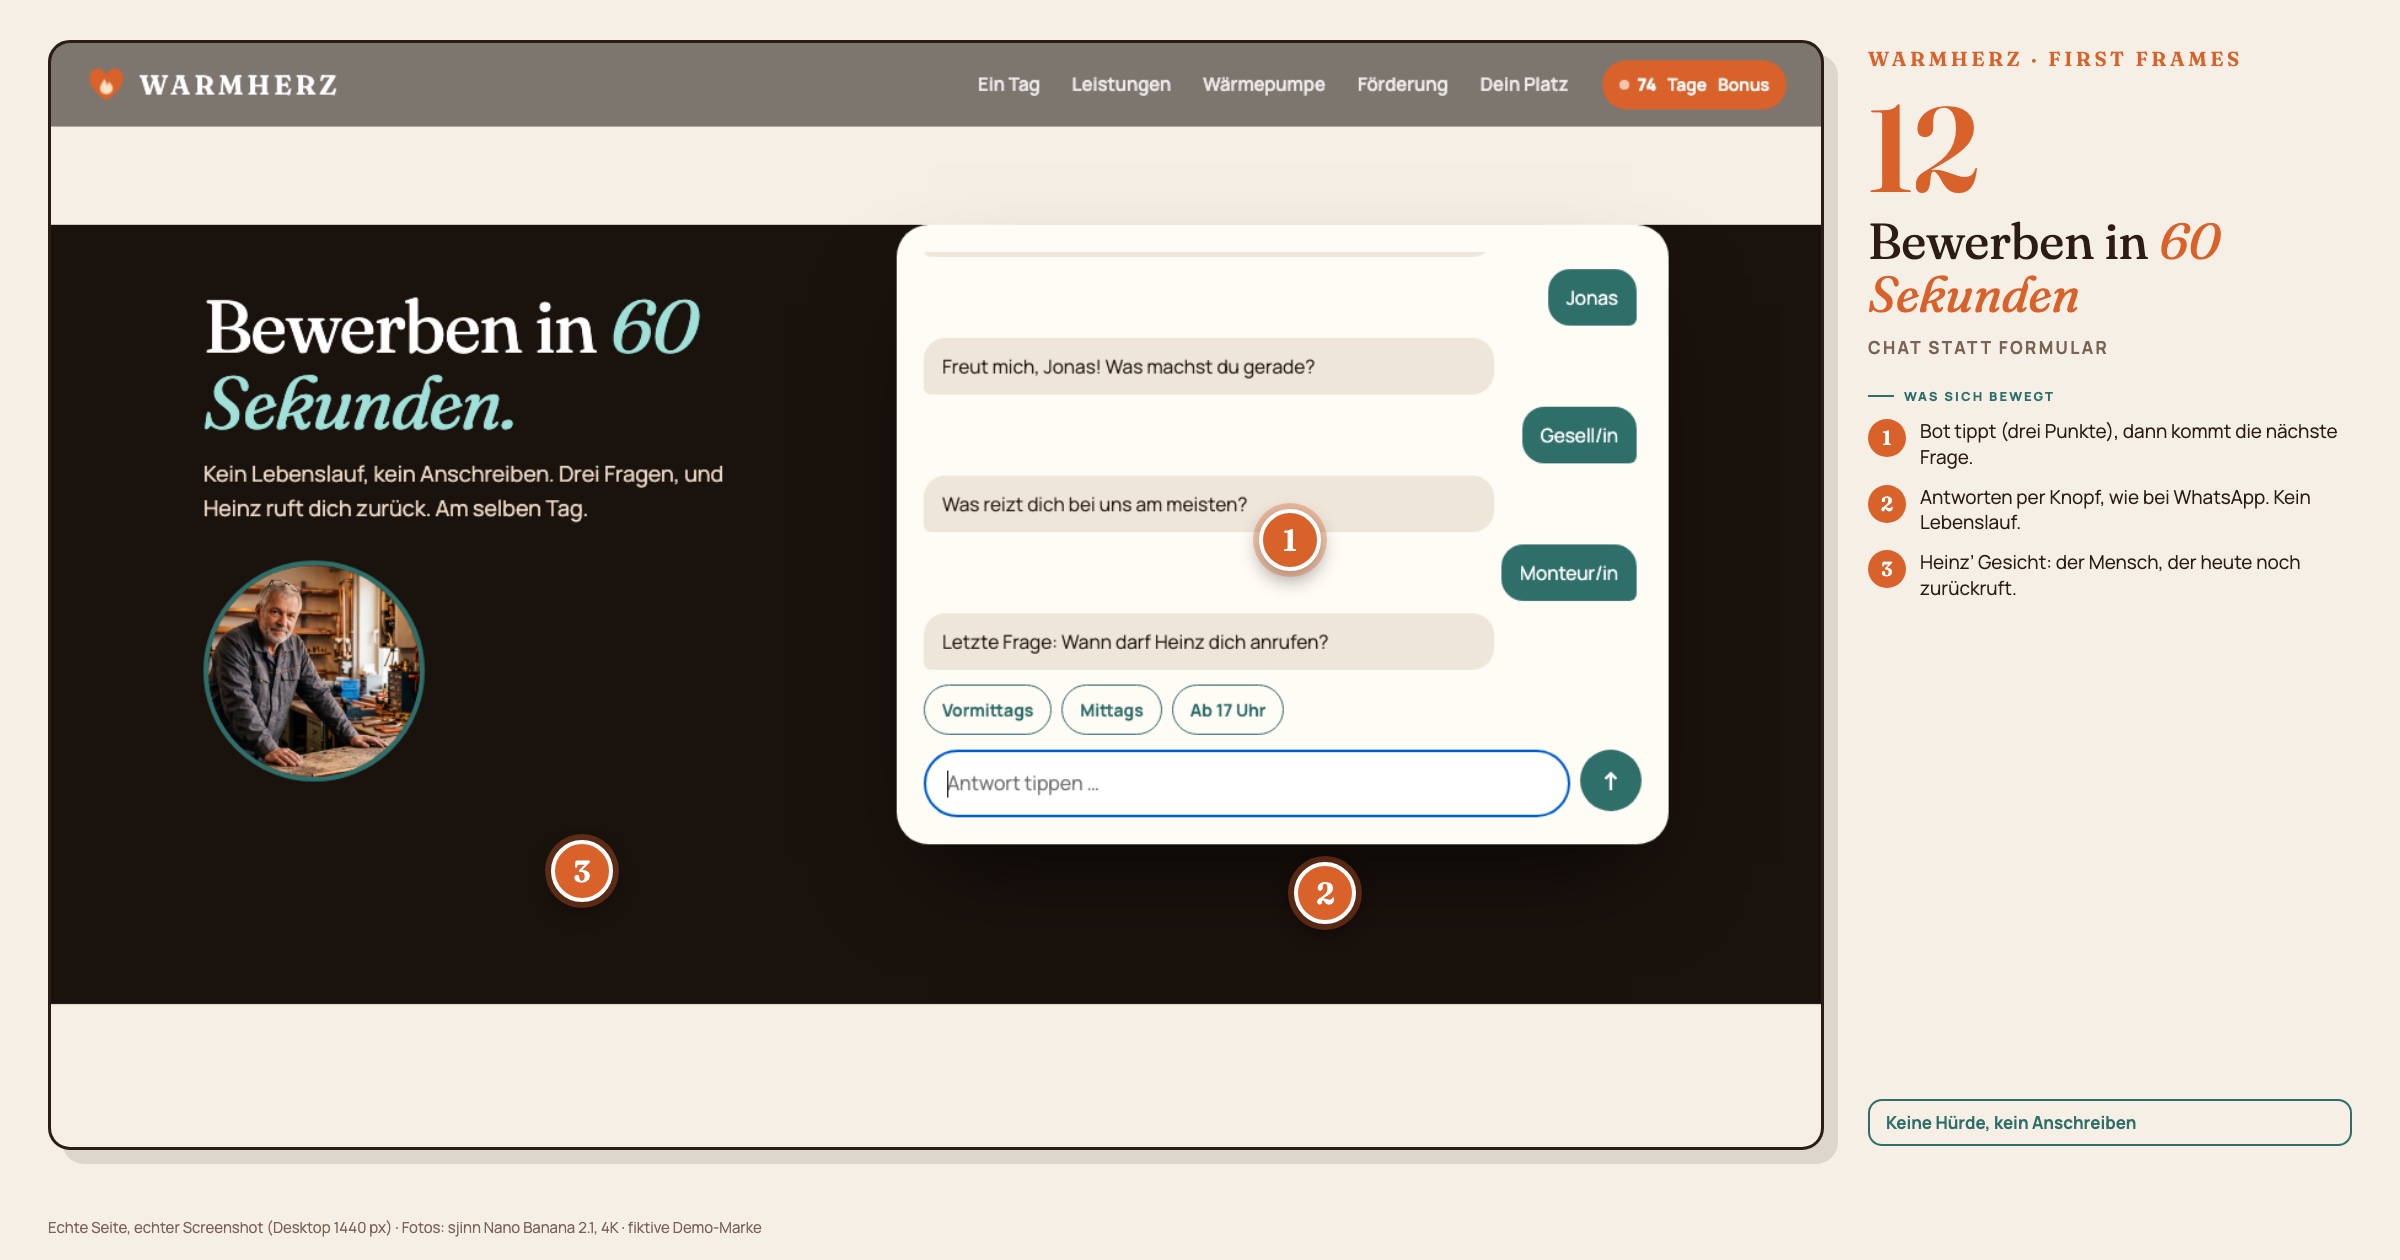 WARMHERZ
Ein Tag Leistungen Wärmepumpe Förderung Dein Platz 74 Tage Bonus
Bewerben in 60
Sekunden.
Kein Lebenslauf, kein Anschreiben. Drei Fragen, und
Heinz ruft dich zurück. Am selben Tag.
Jonas
Freut mich, Jonas! Was machst du gerade?
Gesell/in
Was reizt dich bei uns am meisten?
1
Monteur/in
Letzte Frage: Wann darf Heinz dich anrufen?
Vormittags Mittags Ab 17 Uhr
Antwort tippen …
↑
3
2
WARMHERZ · FIRST FRAMES
12
Bewerben in 60
Sekunden
CHAT STATT FORMULAR
WAS SICH BEWEGT
1 Bot tippt (drei Punkte), dann kommt die nächste
Frage.
2 Antworten per Knopf, wie bei WhatsApp. Kein
Lebenslauf.
3 Heinz’ Gesicht: der Mensch, der heute noch
zurückruft.
Keine Hürde, kein Anschreiben
Echte Seite, echter Screenshot (Desktop 1440 px) · Fotos: sjinn Nano Banana 2.1, 4K · fiktive Demo-Marke